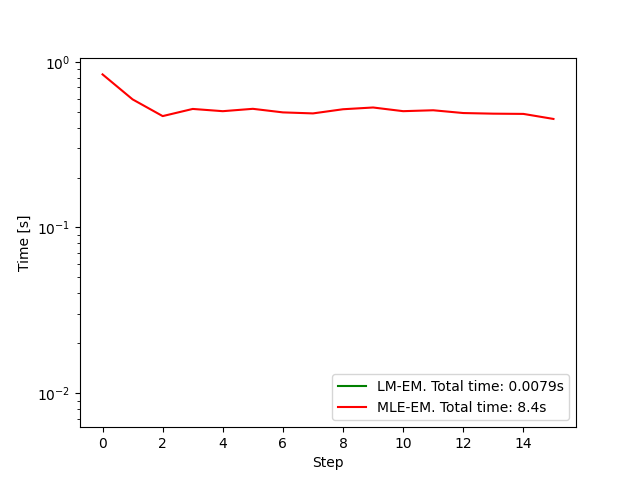 10⁰
10⁻¹
10⁻²
Time [s]
0 2 4 6 8 10 12 14
Step
LM-EM. Total time: 0.0079s
MLE-EM. Total time: 8.4s